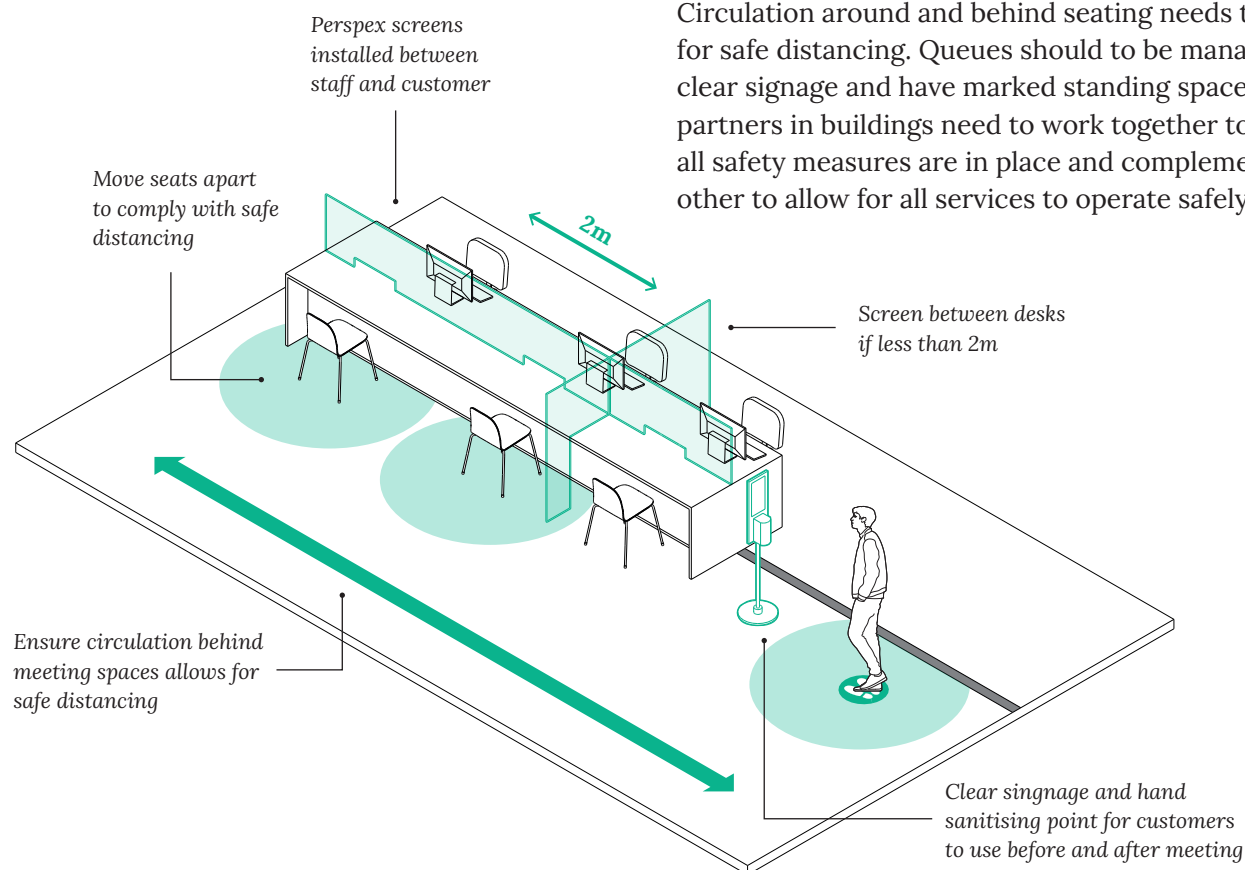 Circulation around and behind seating needs
for safe distancing. Queues should to be
clear signage and have marked standing
partners in buildings need to work together
all safety measures are in place and
other to allow for all services to operate safely
Perspex screens
installed between
staff and customer
Move seats apart
to comply with safe
distancing
2m
Screen between desks
if less than 2m
Ensure circulation behind
meeting spaces allows for
safe distancing
Clear singnage and hand
sanitising point for customers
to use before and after meeting